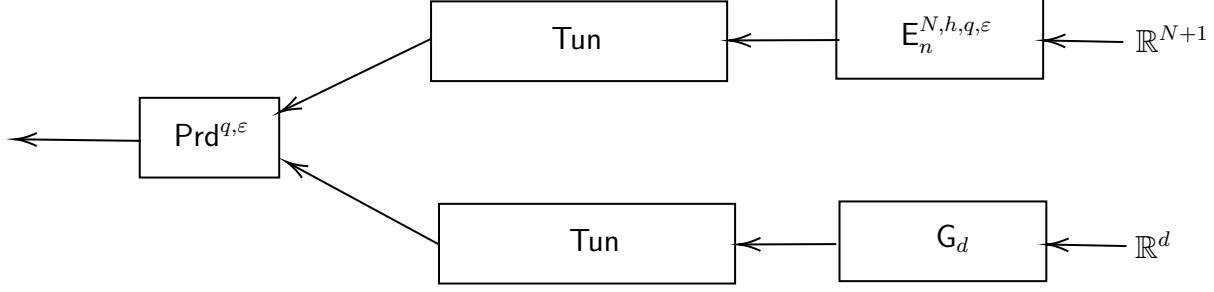 Tun
E_n^{N,h,q,ε}
ℝ^{N+1}
Prd^{q,ε}
Tun
G_d
ℝ^d